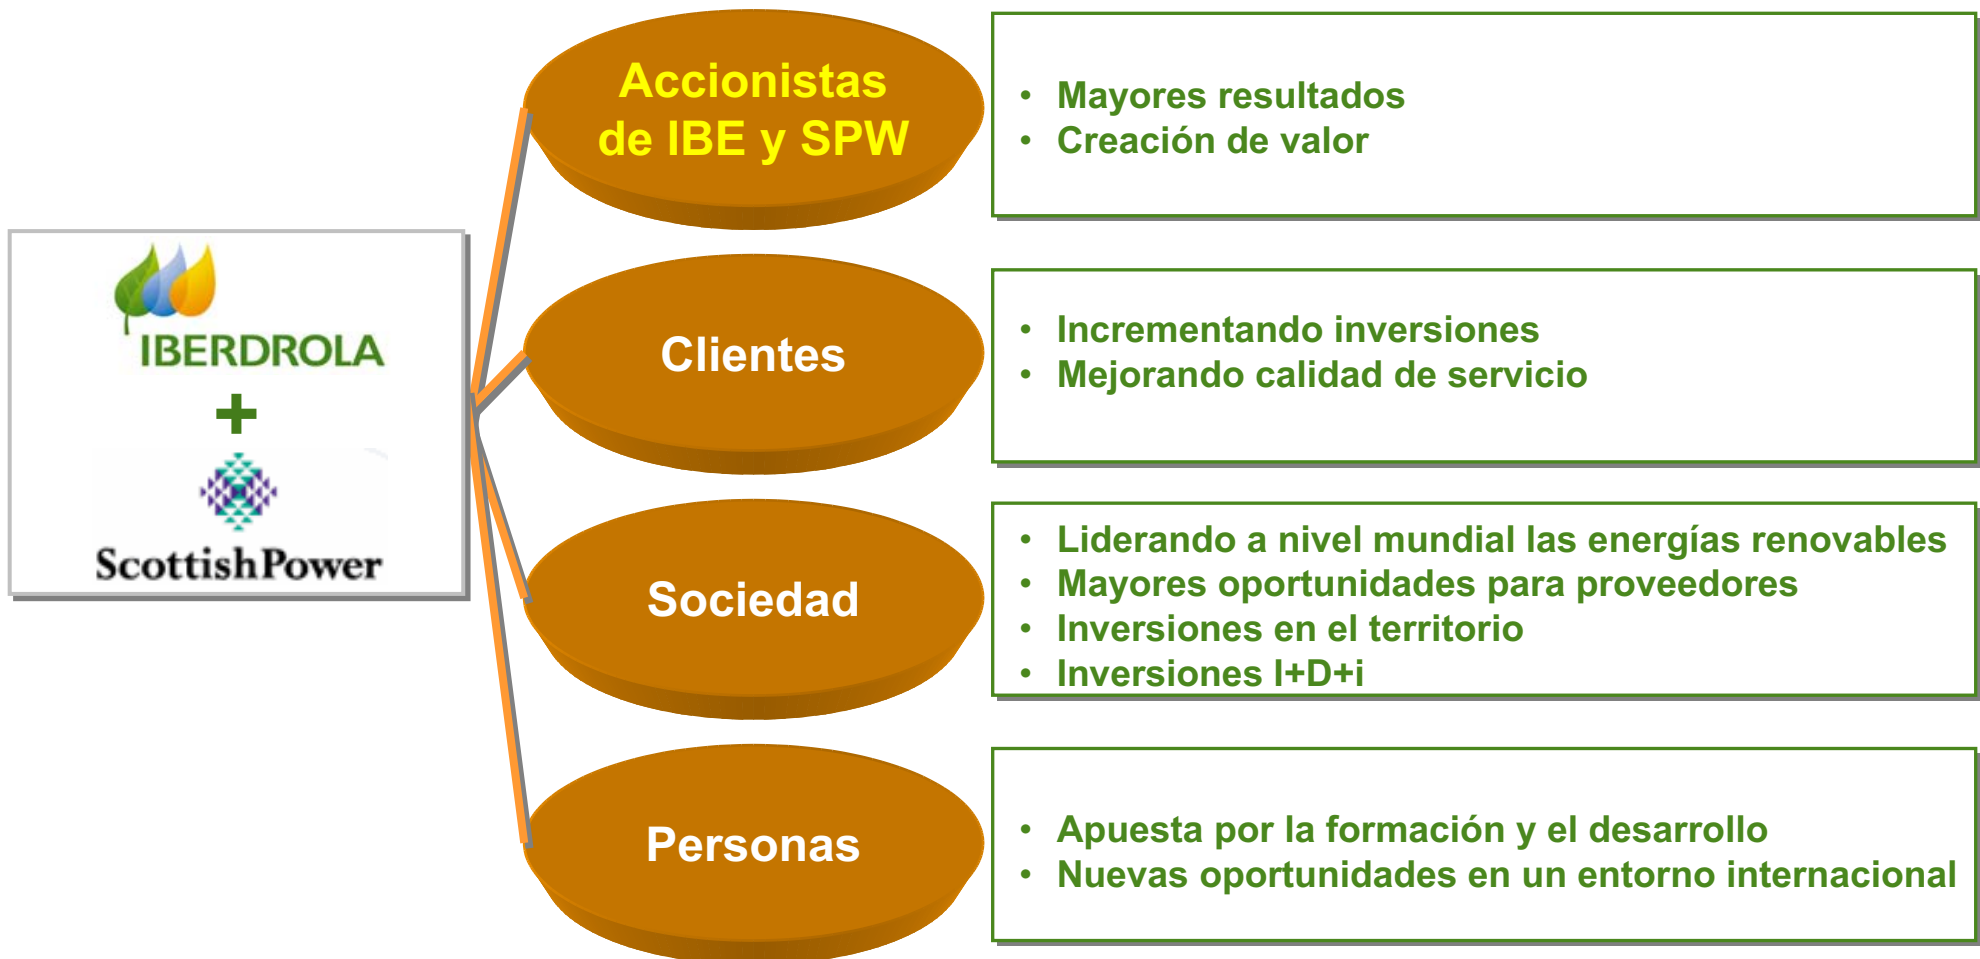 IBERDROLA
+
ScottishPower
Accionistas
de IBE y SPW
• Mayores resultados
• Creación de valor
Clientes
• Incrementando inversiones
• Mejorando calidad de servicio
Sociedad
• Liderando a nivel mundial las energías renovables
• Mayores oportunidades para proveedores
• Inversiones en el territorio
• Inversiones I+D+i
Personas
• Apuesta por la formación y el desarrollo
• Nuevas oportunidades en un entorno internacional